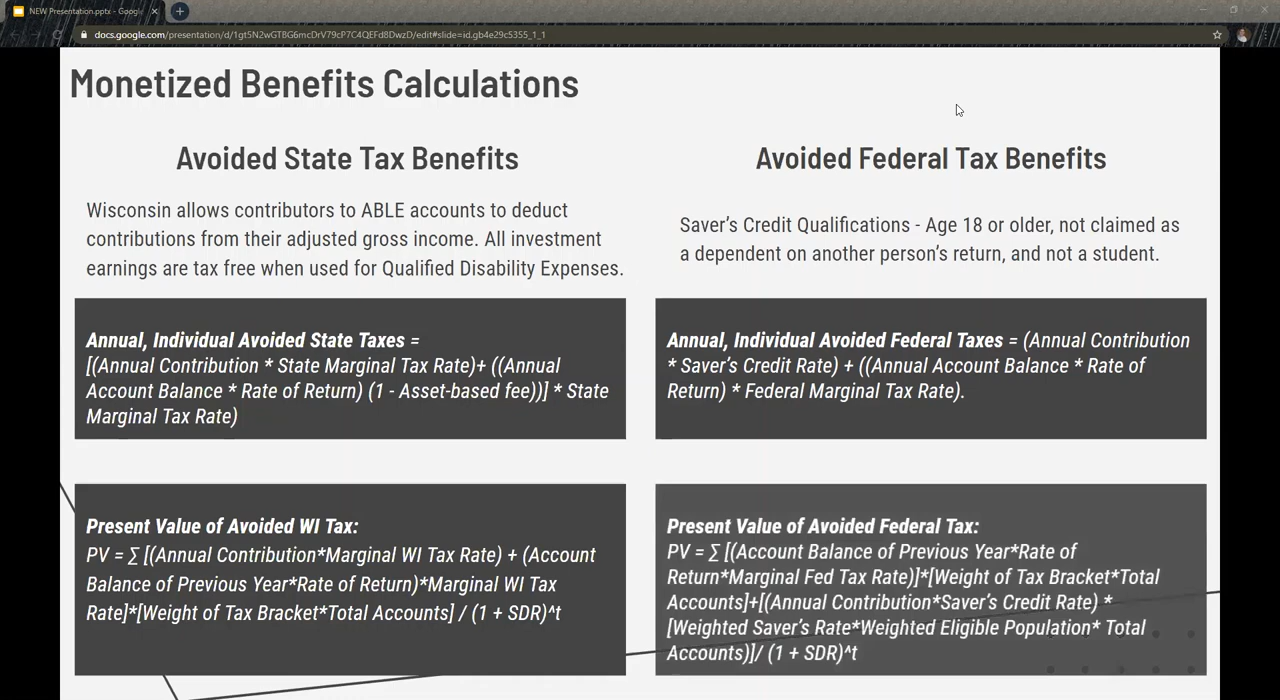 NEW Presentation.pptx - Googl
docs.google.com/presentation/d/1gt5N2wGTBG6mcDrV79cP7C4QEFd8DwzD/edit#slide=id.gb4e29c5355_1_1
Monetized Benefits Calculations
Avoided State Tax Benefits
Wisconsin allows contributors to ABLE accounts to deduct
contributions from their adjusted gross income. All investment
earnings are tax free when used for Qualified Disability Expenses.
Annual, Individual Avoided State Taxes =
[(Annual Contribution * State Marginal Tax Rate)+ ((Annual
Account Balance * Rate of Return) (1 - Asset-based fee))] * State
Marginal Tax Rate)
Present Value of Avoided WI Tax:
PV = ∑ [(Annual Contribution*Marginal WI Tax Rate) + (Account
Balance of Previous Year*Rate of Return)*Marginal WI Tax
Rate]*[Weight of Tax Bracket*Total Accounts] / (1 + SDR)^t
Avoided Federal Tax Benefits
Saver's Credit Qualifications - Age 18 or older, not claimed as
a dependent on another person's return, and not a student.
Annual, Individual Avoided Federal Taxes = (Annual Contribution
* Saver's Credit Rate) + ((Annual Account Balance * Rate of
Return) * Federal Marginal Tax Rate).
Present Value of Avoided Federal Tax:
PV = ∑ [(Account Balance of Previous Year*Rate of
Return*Marginal Fed Tax Rate)]*[Weight of Tax Bracket*Total
Accounts]+[(Annual Contribution*Saver's Credit Rate) *
[Weighted Saver's Rate*Weighted Eligible Population* Total
Accounts)]/ (1 + SDR)^t